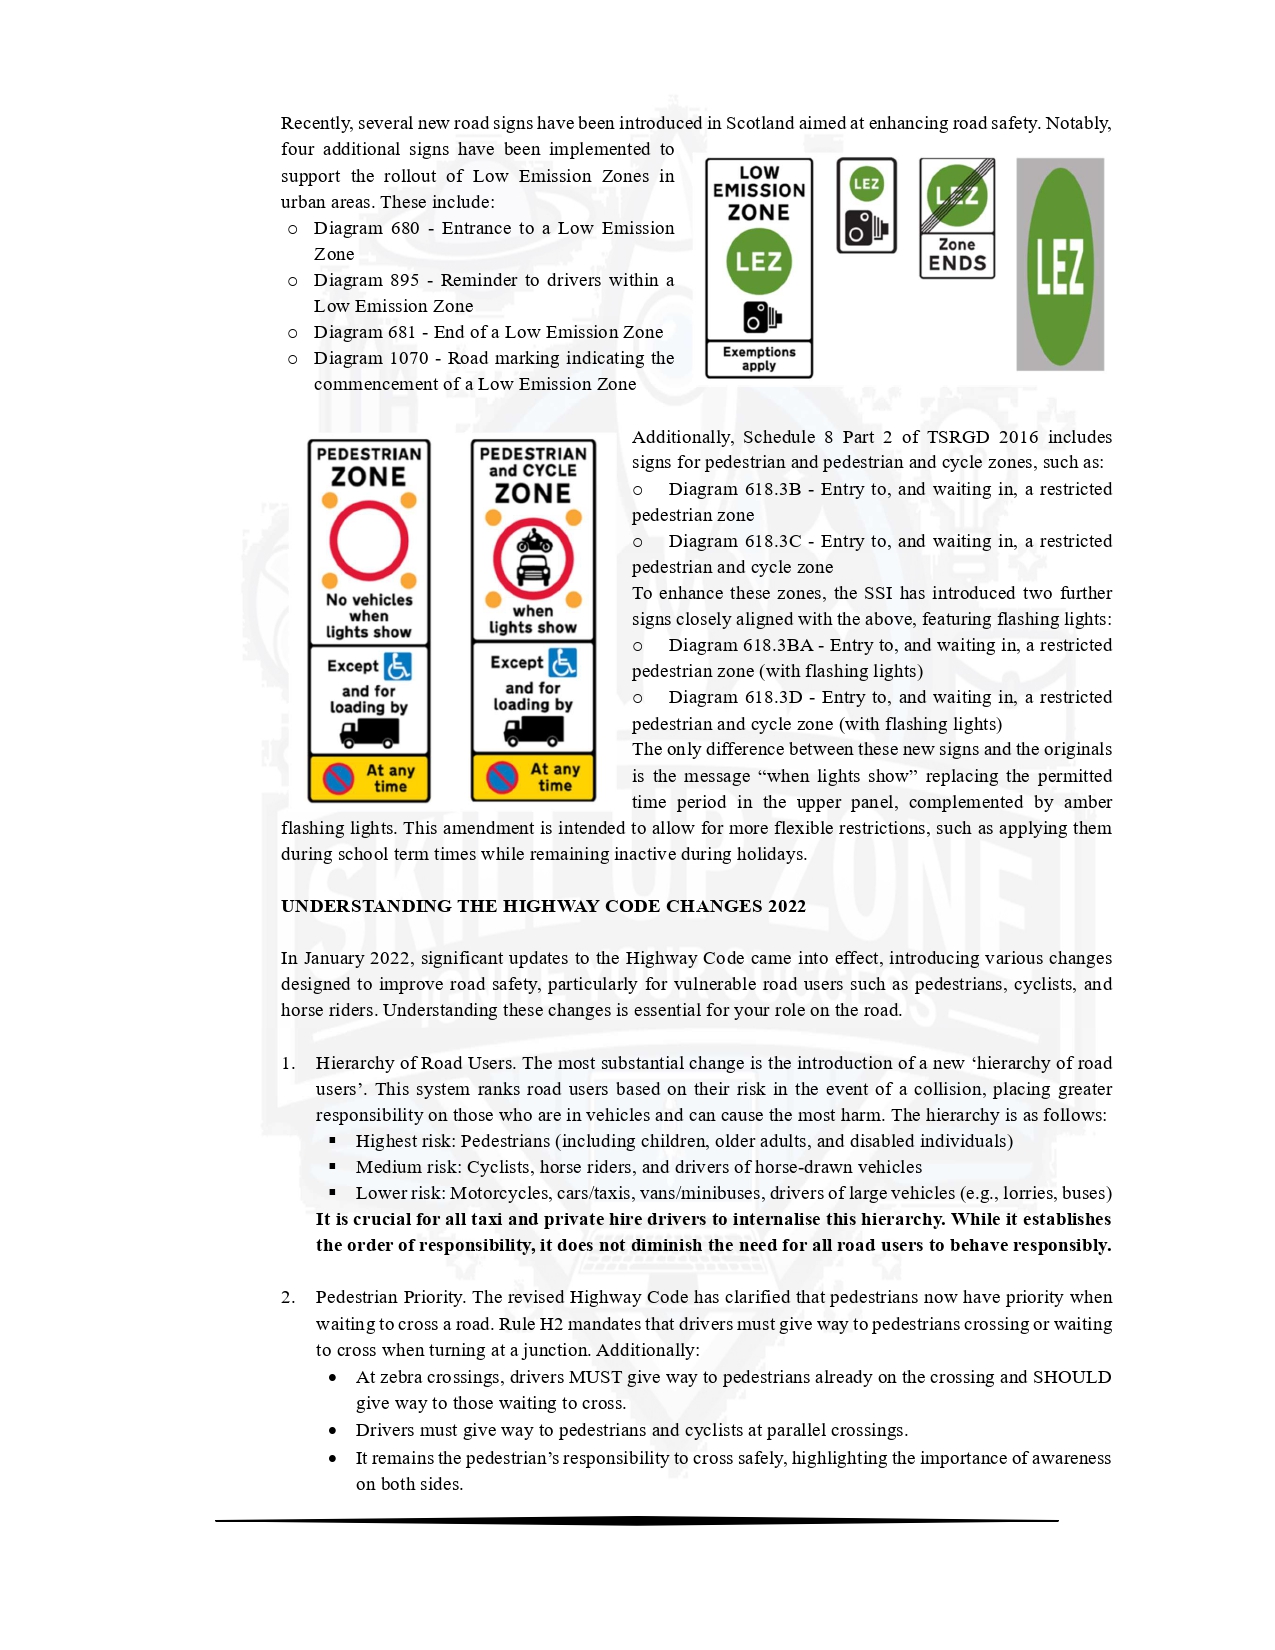 Recently, several new road signs have been introduced in Scotland aimed at enhancing road safety. Notably,
four additional signs have been implemented to
support the rollout of Low Emission Zones in
urban areas. These include:
o Diagram 680 - Entrance to a Low Emission
Zone
o Diagram 895 - Reminder to drivers within a
Low Emission Zone
o Diagram 681 - End of a Low Emission Zone
o Diagram 1070 - Road marking indicating the
commencement of a Low Emission Zone
LOW
EMISSION
ZONE
LEZ
Exemptions
apply
LEZ
LEZ
Zone
ENDS
LEZ
PEDESTRIAN
ZONE
No vehicles
when
lights show
Except
and for
loading by
At any
time
PEDESTRIAN
and CYCLE
ZONE
when
lights show
Except
and for
loading by
At any
time
Additionally, Schedule 8 Part 2 of TSRGD 2016 includes
signs for pedestrian and pedestrian and cycle zones, such as:
o Diagram 618.3B - Entry to, and waiting in, a restricted
pedestrian zone
o Diagram 618.3C - Entry to, and waiting in, a restricted
pedestrian and cycle zone
To enhance these zones, the SSI has introduced two further
signs closely aligned with the above, featuring flashing lights:
o Diagram 618.3BA - Entry to, and waiting in, a restricted
pedestrian zone (with flashing lights)
o Diagram 618.3D - Entry to, and waiting in, a restricted
pedestrian and cycle zone (with flashing lights)
The only difference between these new signs and the originals
is the message “when lights show” replacing the permitted
time period in the upper panel, complemented by amber
flashing lights. This amendment is intended to allow for more flexible restrictions, such as applying them
during school term times while remaining inactive during holidays.
UNDERSTANDING THE HIGHWAY CODE CHANGES 2022
In January 2022, significant updates to the Highway Code came into effect, introducing various changes
designed to improve road safety, particularly for vulnerable road users such as pedestrians, cyclists, and
horse riders. Understanding these changes is essential for your role on the road.
1. Hierarchy of Road Users. The most substantial change is the introduction of a new ‘hierarchy of road
users’. This system ranks road users based on their risk in the event of a collision, placing greater
responsibility on those who are in vehicles and can cause the most harm. The hierarchy is as follows:
▪ Highest risk: Pedestrians (including children, older adults, and disabled individuals)
▪ Medium risk: Cyclists, horse riders, and drivers of horse-drawn vehicles
▪ Lower risk: Motorcycles, cars/taxis, vans/minibuses, drivers of large vehicles (e.g., lorries, buses)
It is crucial for all taxi and private hire drivers to internalise this hierarchy. While it establishes
the order of responsibility, it does not diminish the need for all road users to behave responsibly.
2. Pedestrian Priority. The revised Highway Code has clarified that pedestrians now have priority when
waiting to cross a road. Rule H2 mandates that drivers must give way to pedestrians crossing or waiting
to cross when turning at a junction. Additionally:
• At zebra crossings, drivers MUST give way to pedestrians already on the crossing and SHOULD
give way to those waiting to cross.
• Drivers must give way to pedestrians and cyclists at parallel crossings.
• It remains the pedestrian’s responsibility to cross safely, highlighting the importance of awareness
on both sides.
SKILL UP ZONE